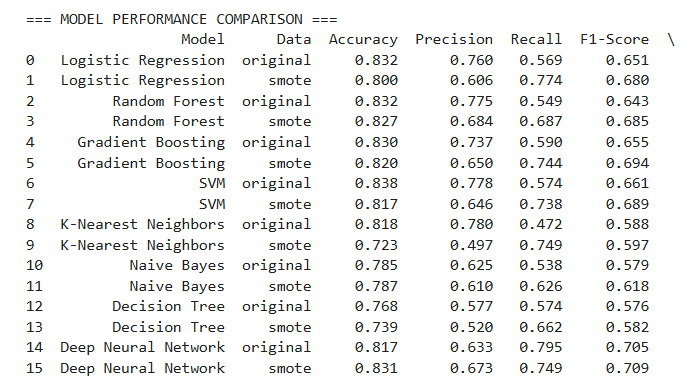 === MODEL PERFORMANCE COMPARISON ===
Model Data Accuracy Precision Recall F1-Score \
0 Logistic Regression original 0.832 0.760 0.569 0.651
1 Logistic Regression smote 0.800 0.606 0.774 0.680
2 Random Forest original 0.832 0.775 0.549 0.643
3 Random Forest smote 0.827 0.684 0.687 0.685
4 Gradient Boosting original 0.830 0.737 0.590 0.655
5 Gradient Boosting smote 0.820 0.650 0.744 0.694
6 SVM original 0.838 0.778 0.574 0.661
7 SVM smote 0.817 0.646 0.738 0.689
8 K-Nearest Neighbors original 0.818 0.780 0.472 0.588
9 K-Nearest Neighbors smote 0.723 0.497 0.749 0.597
10 Naive Bayes original 0.785 0.625 0.538 0.579
11 Naive Bayes smote 0.787 0.610 0.626 0.618
12 Decision Tree original 0.768 0.577 0.574 0.576
13 Decision Tree smote 0.739 0.520 0.662 0.582
14 Deep Neural Network original 0.817 0.633 0.795 0.705
15 Deep Neural Network smote 0.831 0.673 0.749 0.709